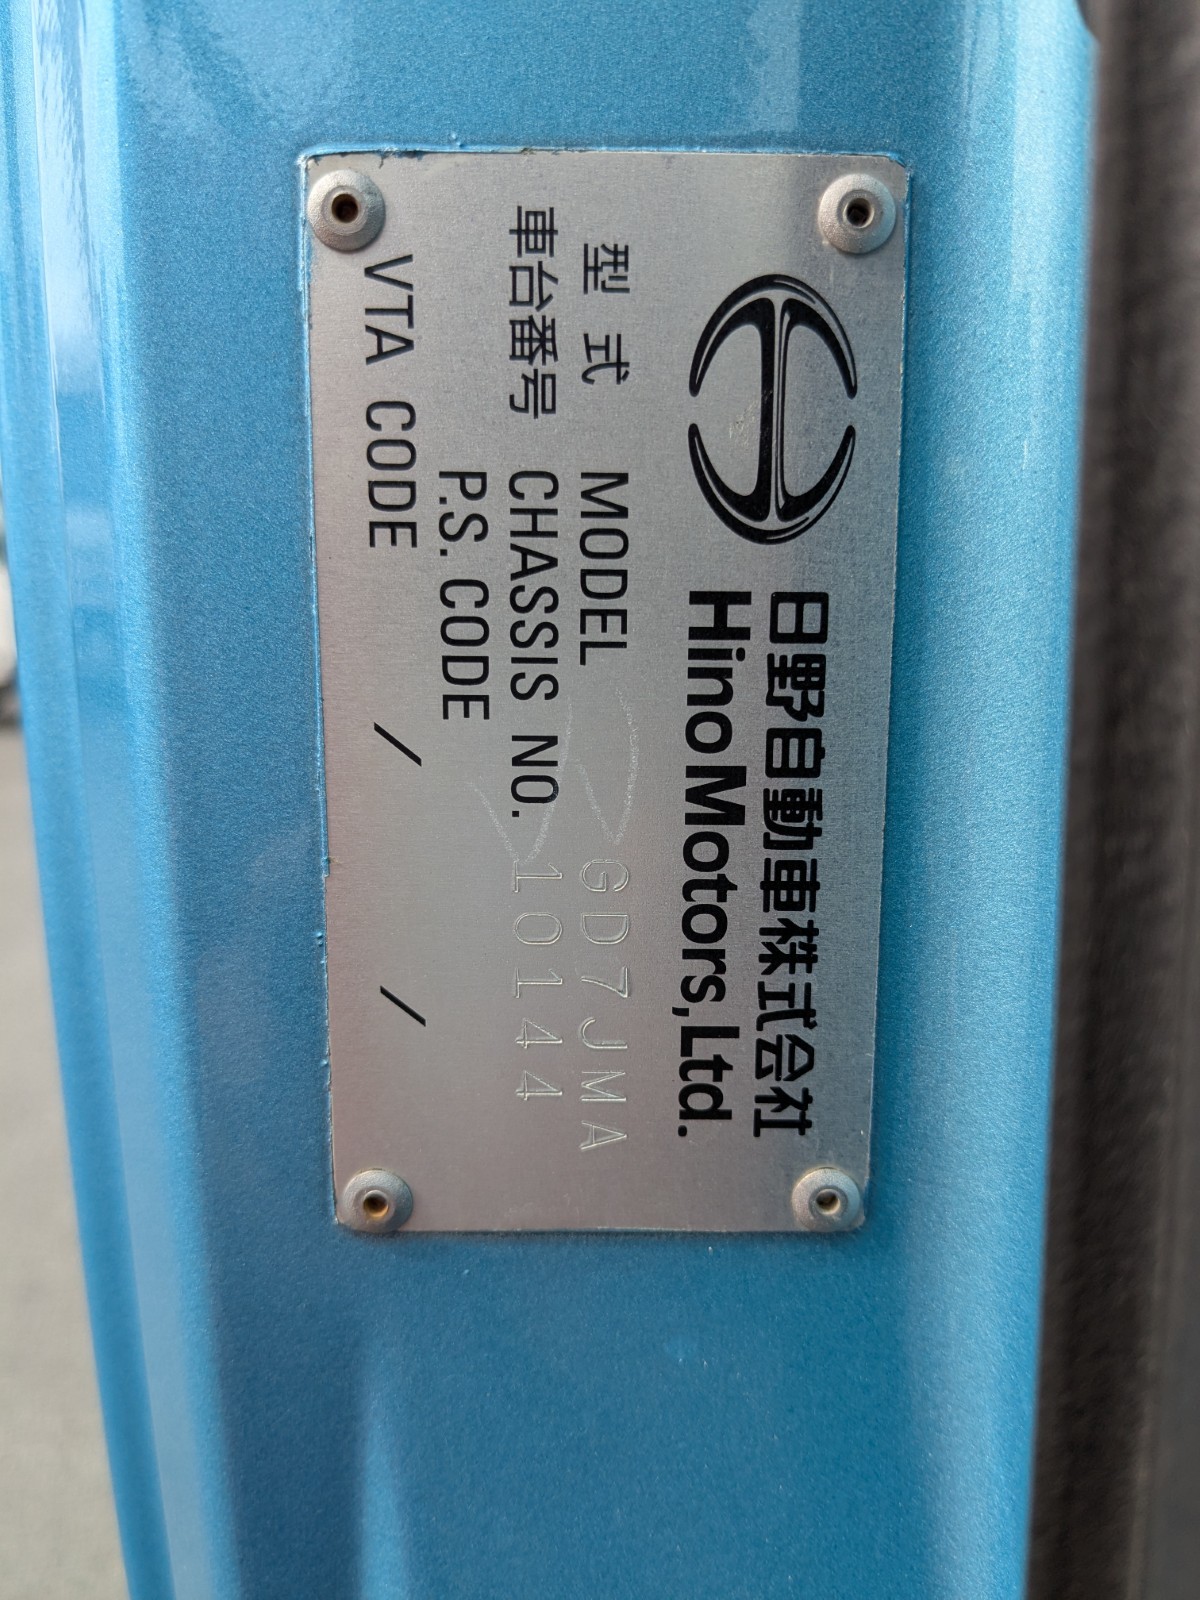 日野自動車株式会社
Hino Motors, Ltd.
型式 MODEL GD7JMA
車台番号 CHASSIS NO. 10144
P.S. CODE
VTA CODE / /